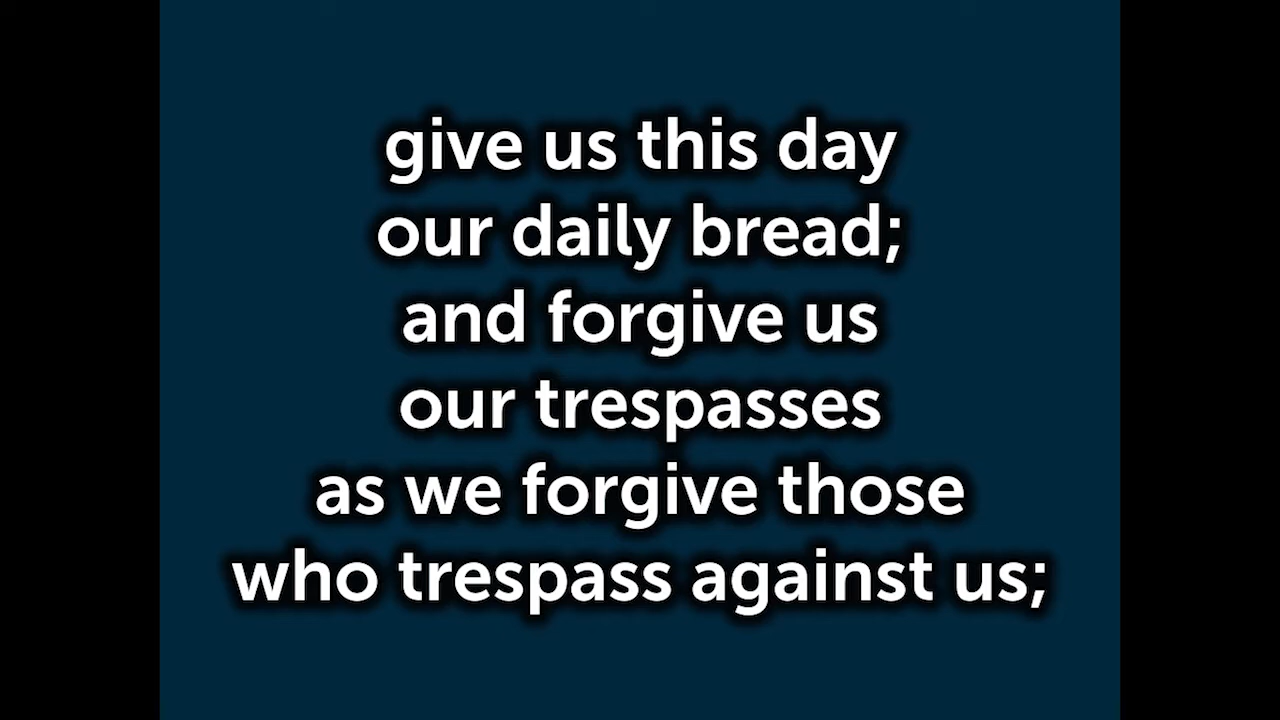 give us this day
our daily bread;
and forgive us
our trespasses
as we forgive those
who trespass against us;